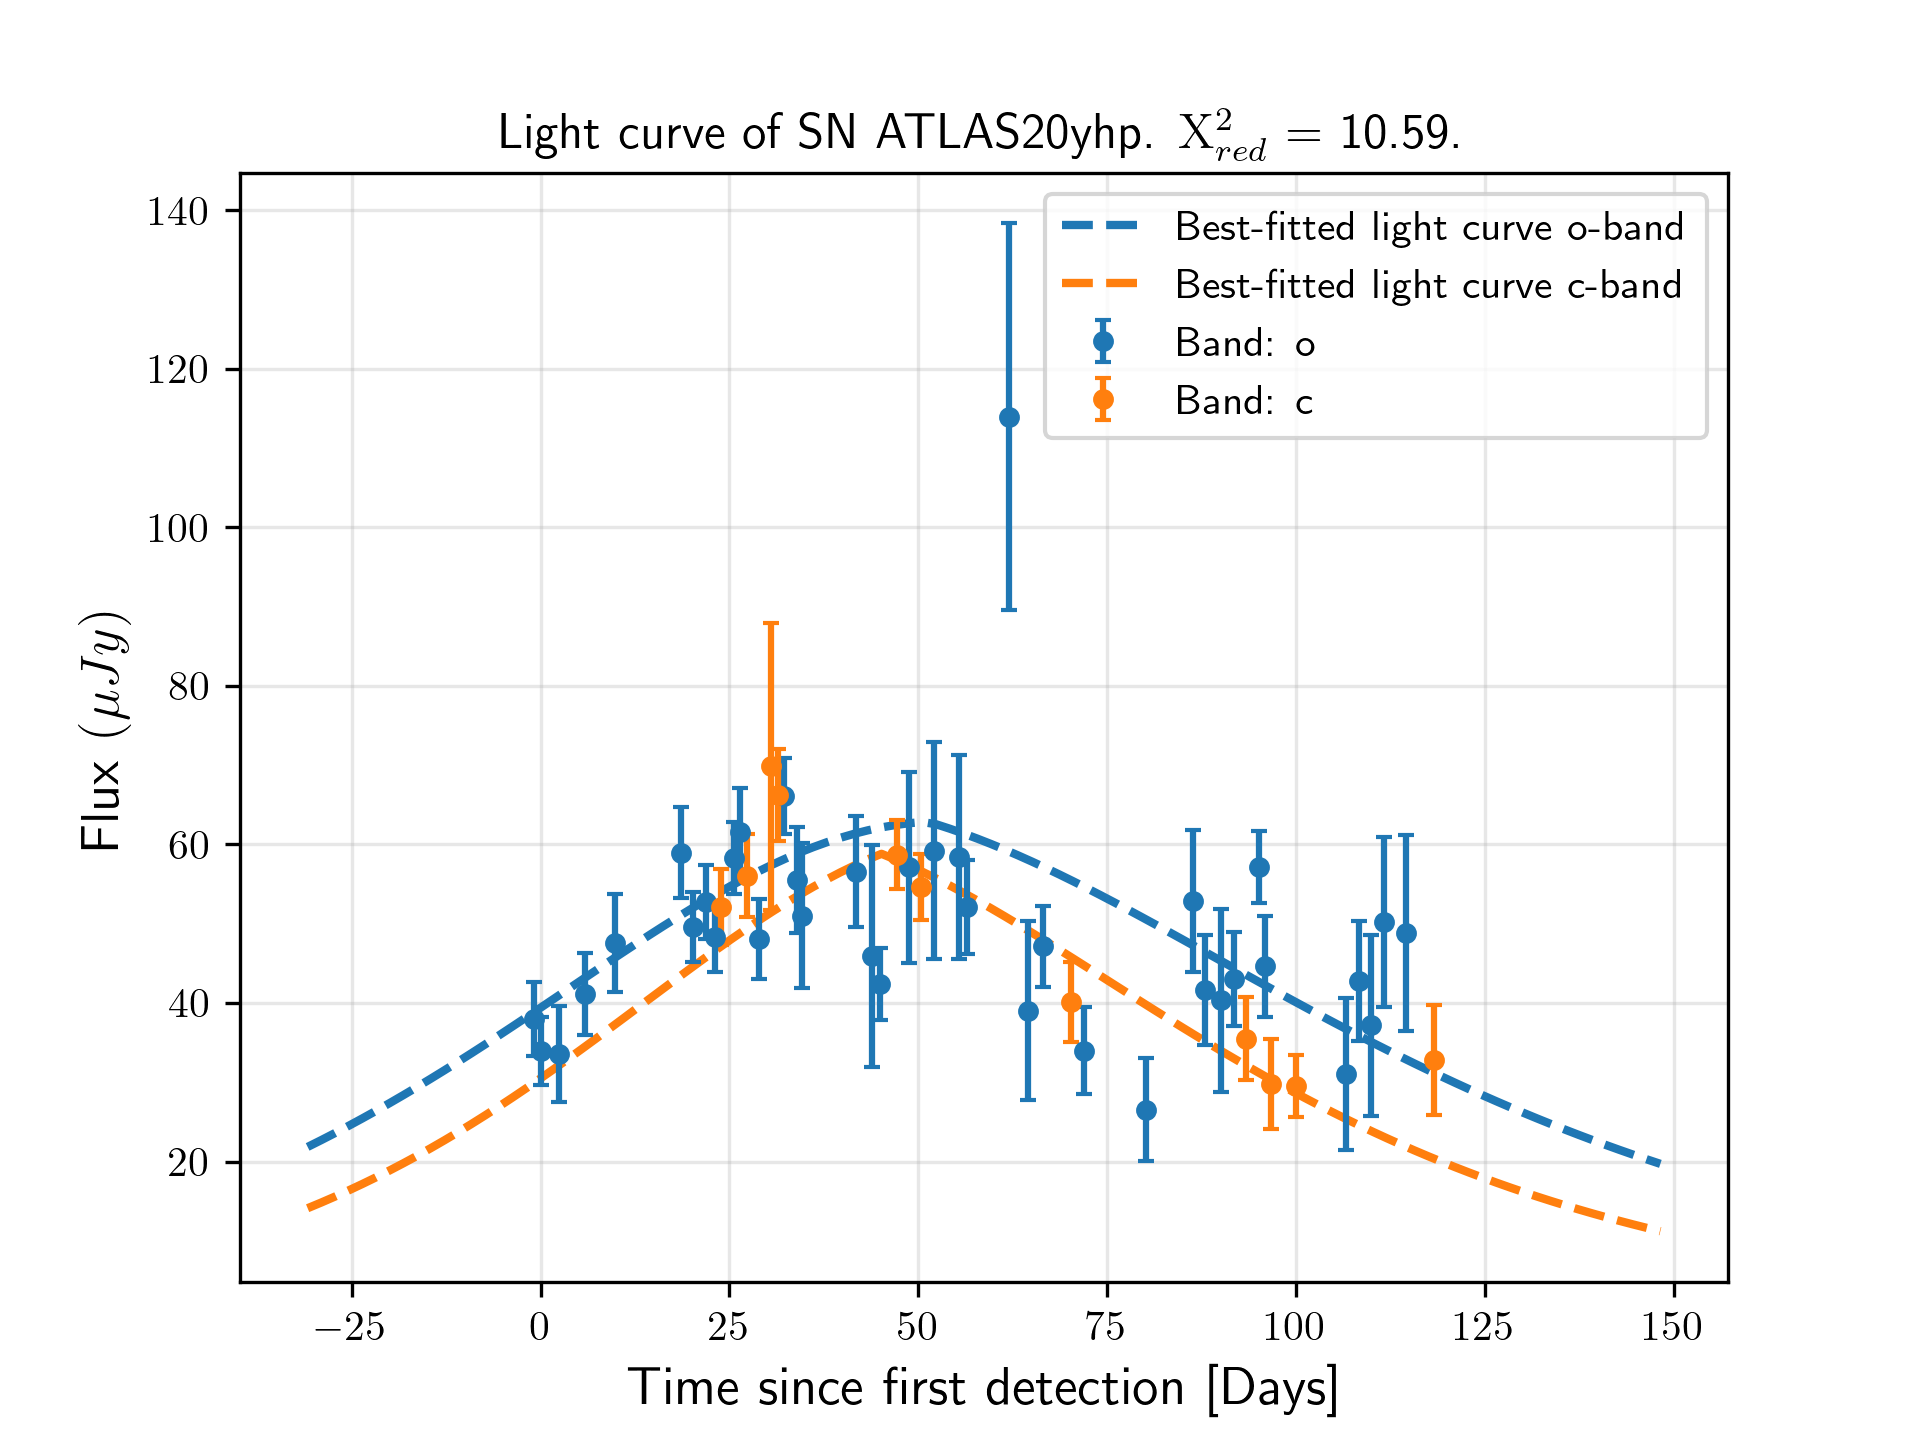 Light curve of SN ATLAS20yhp. X²_red = 10.59.
Best-fitted light curve o-band
Best-fitted light curve c-band
Band: o
Band: c
140
120
100
80
60
40
20
Flux (μJy)
−25 0 25 50 75 100 125 150
Time since first detection [Days]